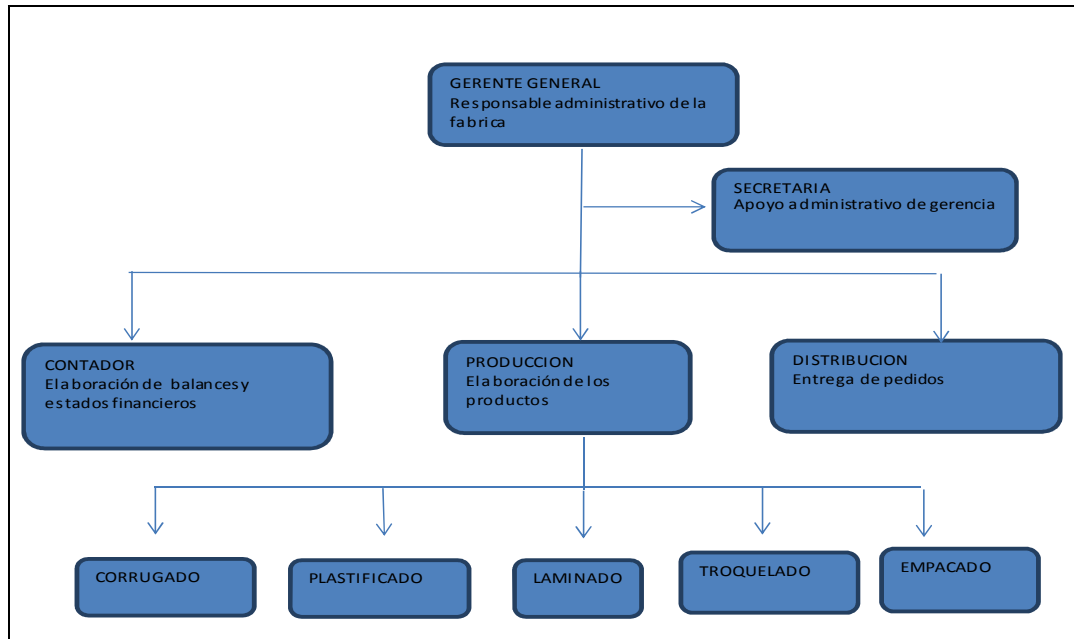 GERENTE GENERAL
Responsable administrativo de la
fabrica
SECRETARIA
Apoyo administrativo de gerencia
CONTADOR
Elaboración de balances y
estados financieros
PRODUCCION
Elaboración de los
productos
DISTRIBUCION
Entrega de pedidos
CORRUGADO
PLASTIFICADO
LAMINADO
TROQUELADO
EMPACADO